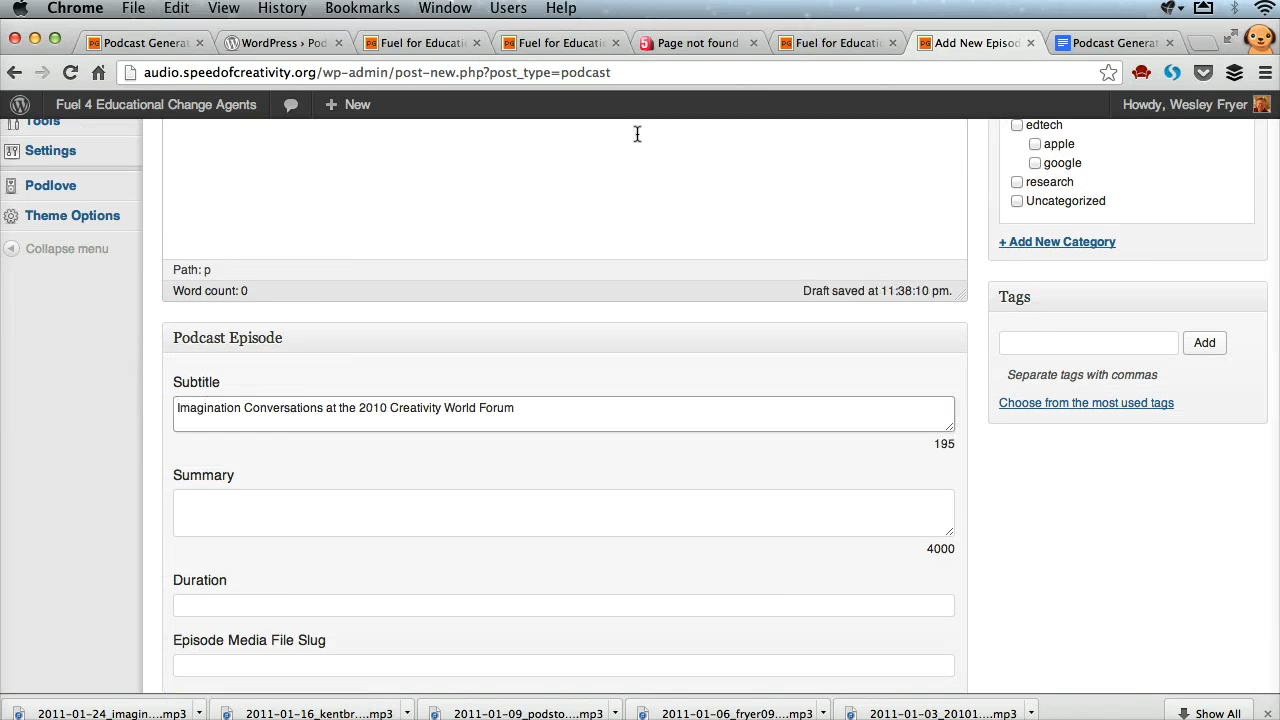 Chrome File Edit View History Bookmarks Window Users Help
Podcast Generat
WordPress › Pod
Fuel for Educati
Fuel for Educati
Page not found
Fuel for Educati
Add New Episod
Podcast Generat
audio.speedofcreativity.org/wp-admin/post-new.php?post_type=podcast
Fuel 4 Educational Change Agents
+ New
Howdy, Wesley Fryer
Tools
Settings
Podlove
Theme Options
Collapse menu
Path: p
Word count: 0
Draft saved at 11:38:10 pm.
Podcast Episode
Subtitle
Imagination Conversations at the 2010 Creativity World Forum
195
Summary
4000
Duration
Episode Media File Slug
edtech
apple
google
research
Uncategorized
+ Add New Category
Tags
Add
Separate tags with commas
Choose from the most used tags
2011-01-24_imagin....mp3
2011-01-16_kentbr....mp3
2011-01-09_podsto....mp3
2011-01-06_fryer09....mp3
2011-01-03_20101....mp3
Show All